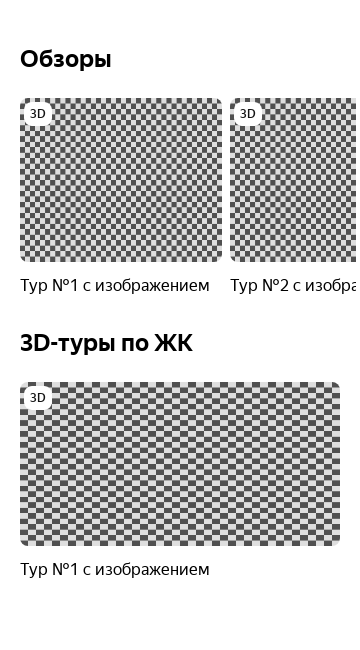 Обзоры
3D
3D
Тур №1 с изображением
Тур №2 с изобра
3D-туры по ЖК
3D
Тур №1 с изображением